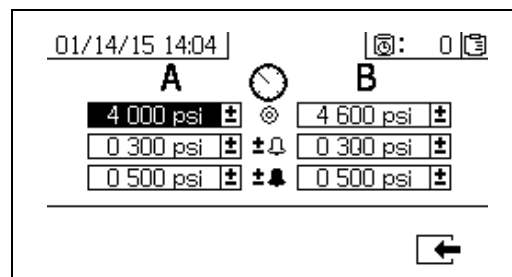 01/14/15 14:04 : 0
A B
4 000 psi ± 4 600 psi ±
0 300 psi ± ± 0 300 psi ±
0 500 psi ± ± 0 500 psi ±